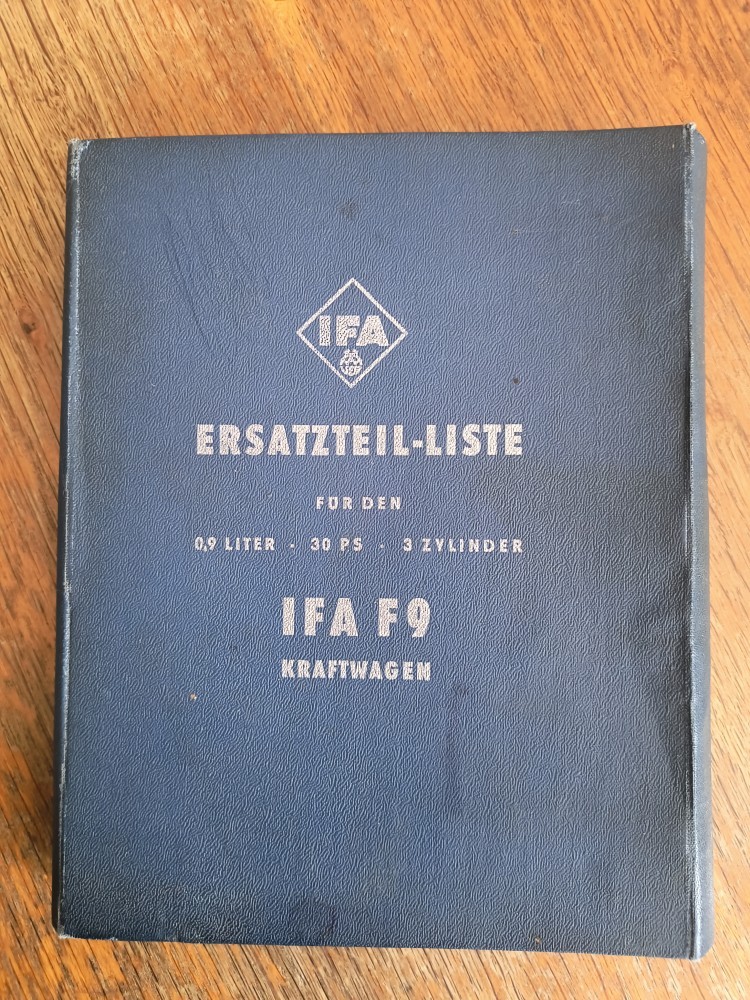 IFA
ERSATZTEIL-LISTE
FÜR DEN
0,9 LITER - 30 PS - 3 ZYLINDER
IFA F9
KRAFTWAGEN